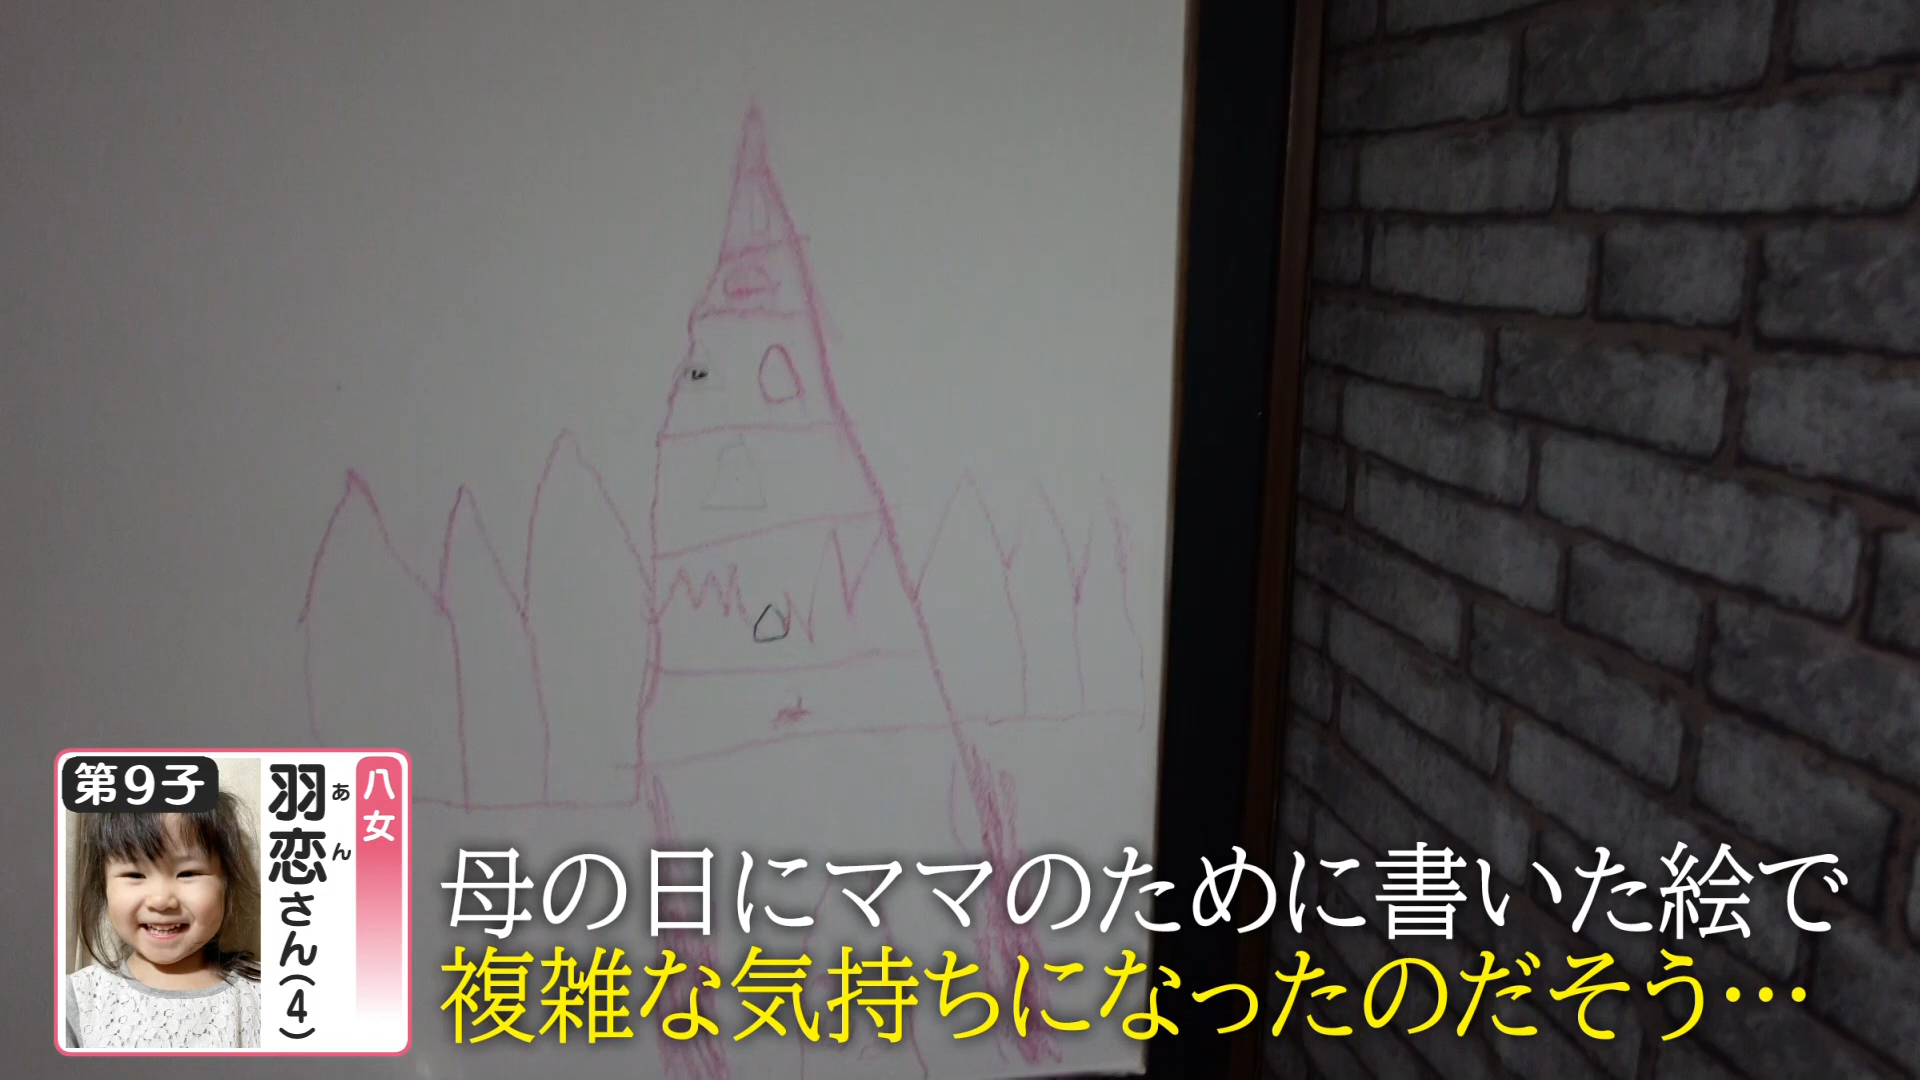 第9子
八女
羽恋さん(4)
あん
母の日にママのために書いた絵で
複雑な気持ちになったのだそう…